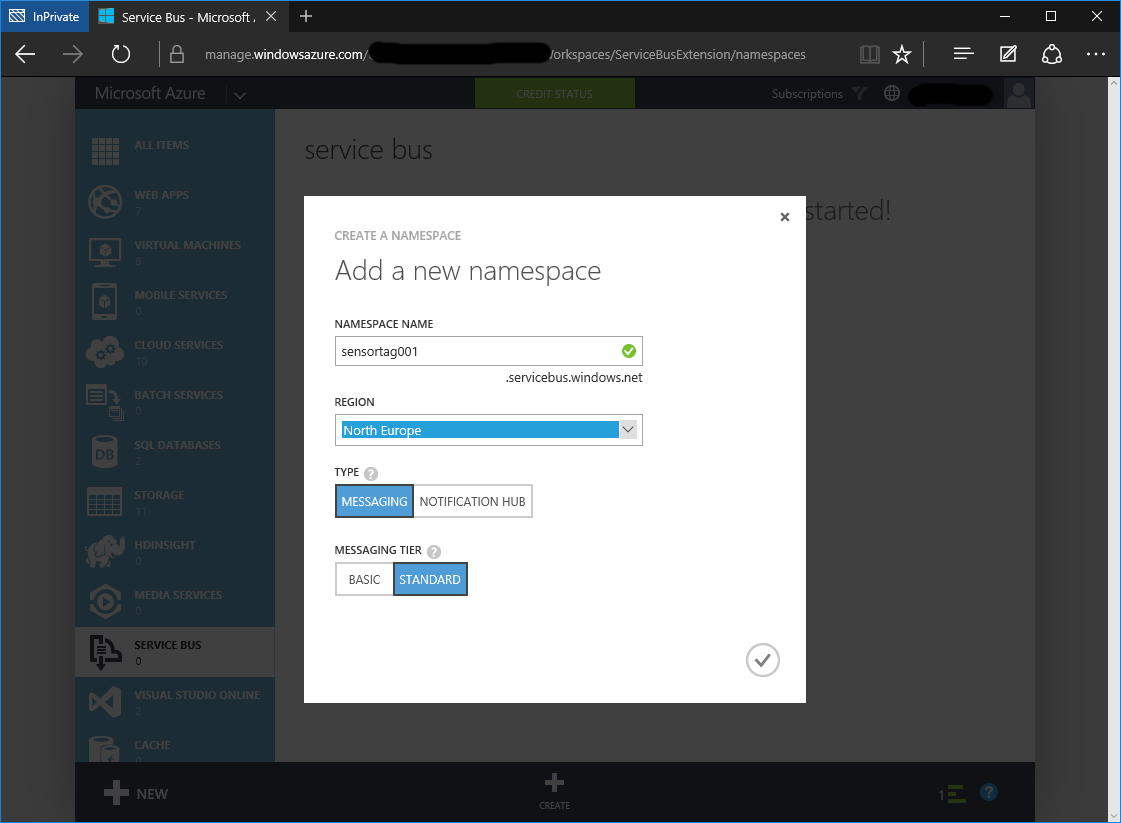 InPrivate
Service Bus - Microsoft
manage.windowsazure.com/
orkspaces/ServiceBusExtension/namespaces
Microsoft Azure
CREDIT STATUS
Subscriptions
ALL ITEMS
WEB APPS
7
VIRTUAL MACHINES
8
MOBILE SERVICES
0
CLOUD SERVICES
10
BATCH SERVICES
0
SQL DATABASES
2
DB
STORAGE
11
HDINSIGHT
0
MEDIA SERVICES
0
SERVICE BUS
0
VISUAL STUDIO ONLINE
2
CACHE
0
service bus
started!
CREATE A NAMESPACE
Add a new namespace
NAMESPACE NAME
sensortag001
.servicebus.windows.net
REGION
North Europe
TYPE ?
MESSAGING NOTIFICATION HUB
MESSAGING TIER ?
BASIC STANDARD
NEW
CREATE
1
?